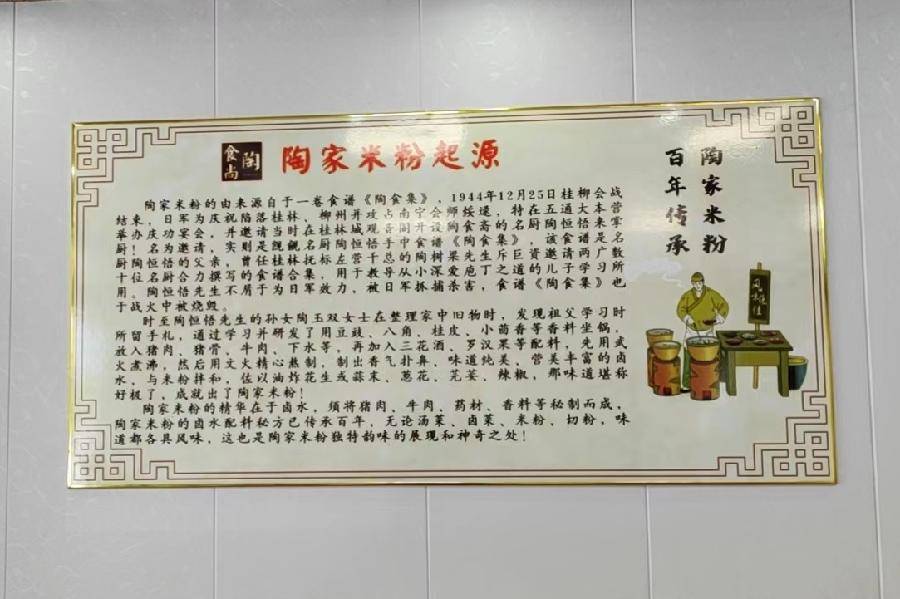 食尚 陶
陶家米粉起源
陶家米粉的由来源自于一卷食谱《陶食集》,1944年12月25日桂柳会战
结束,日军为庆祝陷落桂林,柳州并攻占南宁会师绥渌,特在五通大本营
举办庆功宴会。并邀请当时在桂林城观音阁开设陶食斋的名厨陶恒悟来掌
厨!名为邀请,实则是觊觎名厨陶恒悟手中食谱《陶食集》,该食谱是名
厨陶恒悟的父亲,曾任桂林抚标左营千总的陶树果先生斥巨资邀请两广数
十位名厨合力撰写的食谱合集,用于教导从小深爱庖丁之道的儿子学习所
用。陶恒悟先生不屑于为日军效力,被日军抓捕杀害,食谱《陶食集》也
于战火中被烧毁。
时至陶恒悟先生的孙女陶玉双女士在整理家中旧物时,发现祖父学习时
所留手札,通过学习并研发了用豆豉、八角、桂皮、小茴香等香料坐锅,
放入猪肉、猪骨、牛肉、下水等,再加入三花酒、罗汉果等配料,先用武
火煮沸,然后用文火精心熬制,制出香气扑鼻、味道纯美、营美丰富的卤
水,与米粉拌和,佐以油炸花生或蒜末、葱花、芫荽、辣椒,那味道堪称
好极了,成就出了陶家米粉!
陶家米粉的精华在于卤水,须将猪肉、牛肉、药材、香料等秘制而成,
陶家米粉的卤水配料秘方已传承百年,无论汤菜、卤菜、米粉、切粉,味
道都各具风味,这也是陶家米粉独特韵味的展现和神奇之处!
陶家米粉
百年传承